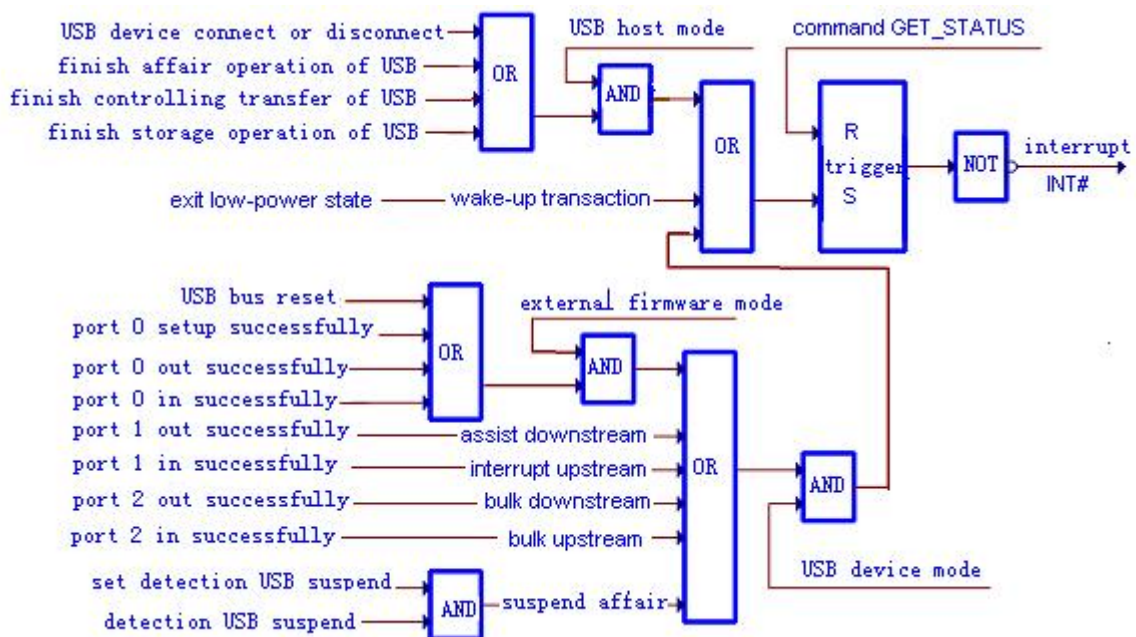 USB device connect or disconnect
finish affair operation of USB
finish controlling transfer of USB
finish storage operation of USB
OR
USB host mode
AND
command GET_STATUS
OR
R
trigger
S
NOT
interrupt
INT#
exit low-power state
wake-up transaction
USB bus reset
port 0 setup successfully
port 0 out successfully
port 0 in successfully
OR
external firmware mode
AND
port 1 out successfully
assist downstream
port 1 in successfully
interrupt upstream
port 2 out successfully
bulk downstream
port 2 in successfully
bulk upstream
OR
AND
USB device mode
set detection USB suspend
detection USB suspend
AND
suspend affair